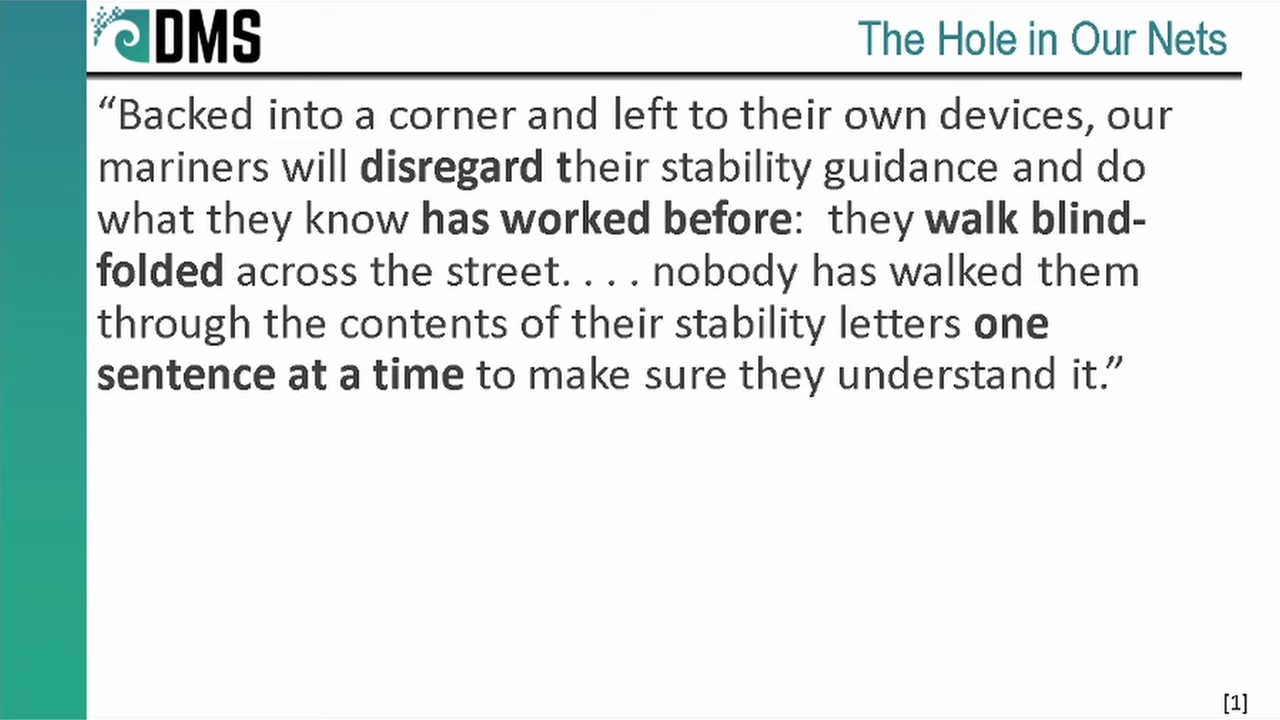 DMS
The Hole in Our Nets
“Backed into a corner and left to their own devices, our
mariners will disregard their stability guidance and do
what they know has worked before:  they walk blind-
folded across the street. . . . nobody has walked them
through the contents of their stability letters one
sentence at a time to make sure they understand it.”
[1]